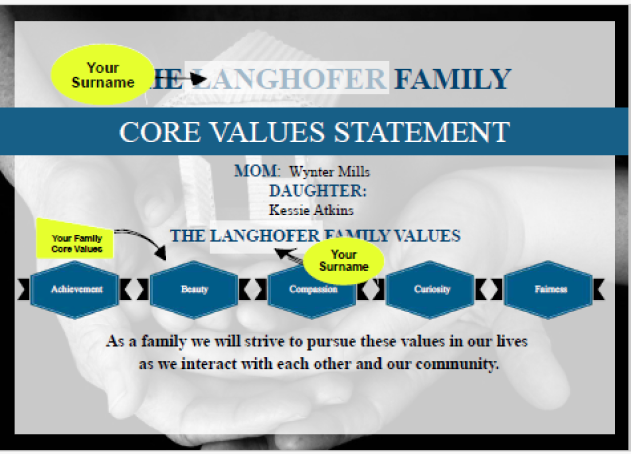 Your
Surname
THE LANGHOFER FAMILY
CORE VALUES STATEMENT
MOM: Wynter Mills
DAUGHTER:
Kessie Atkins
Your Family
Core Values
THE LANGHOFER FAMILY VALUES
Your
Surname
Achievement Beauty Compassion Curiosity Fairness
As a family we will strive to pursue these values in our lives
as we interact with each other and our community.